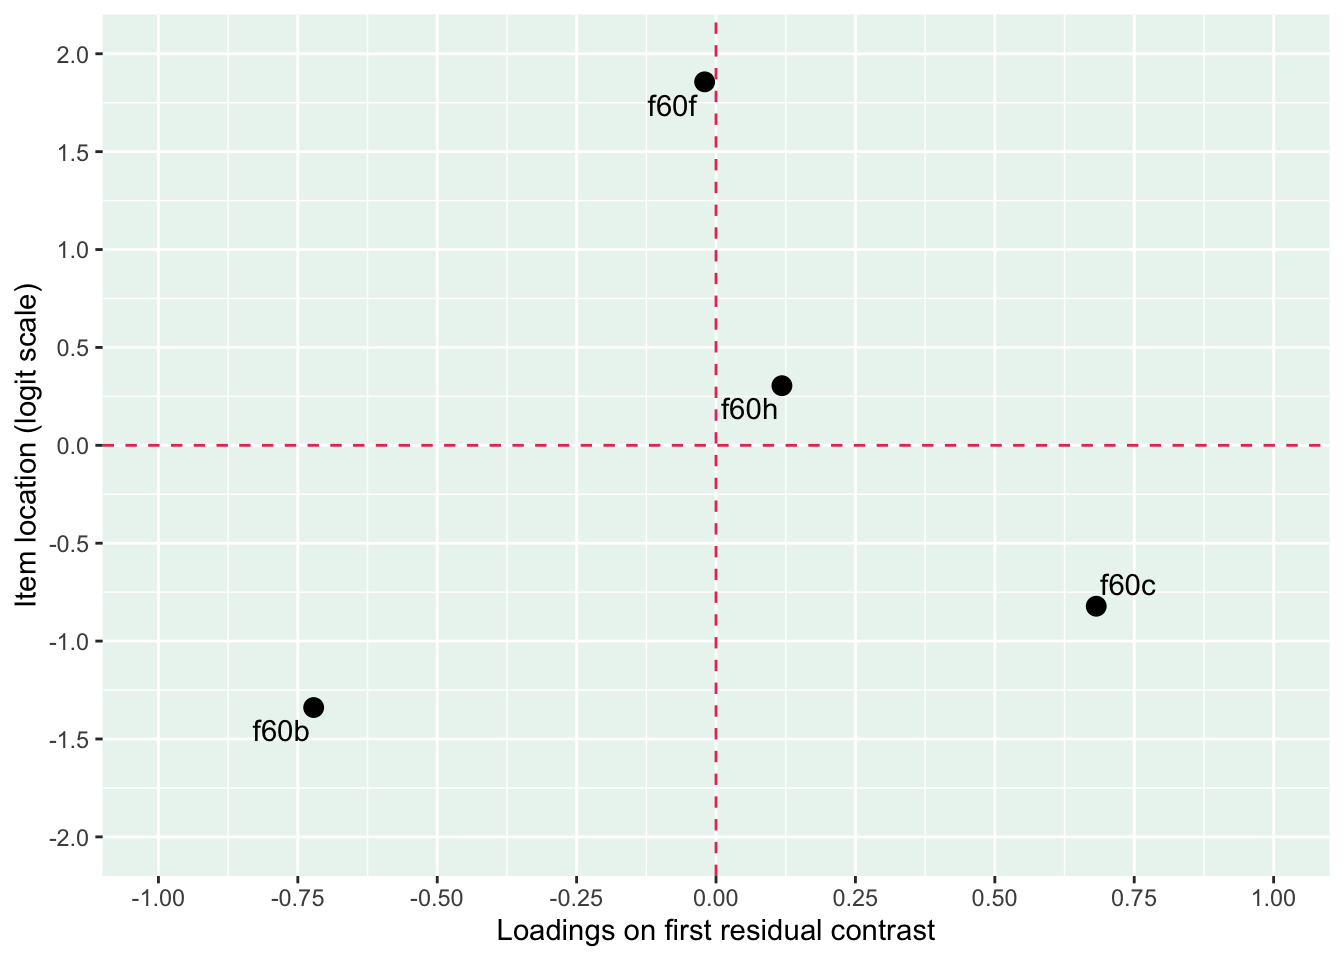 2.0
f60f
1.5
1.0
0.5
f60h
0.0
-0.5
f60c
-1.0
f60b
-1.5
-2.0
Item location (logit scale)
-1.00 -0.75 -0.50 -0.25 0.00 0.25 0.50 0.75 1.00
Loadings on first residual contrast